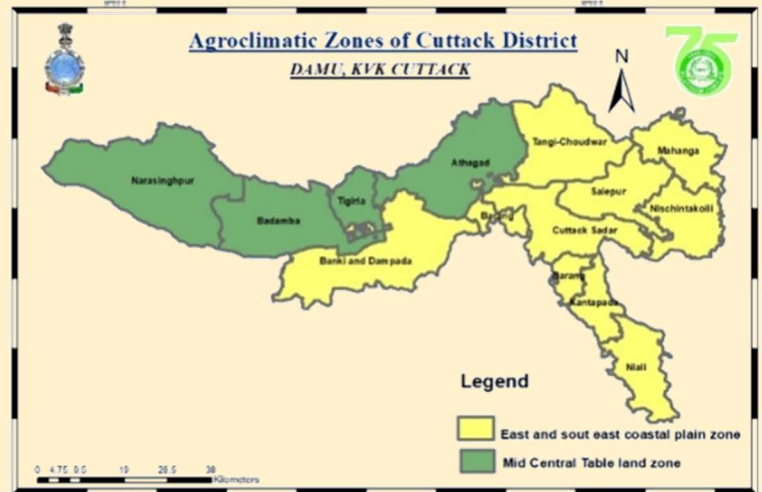 Agroclimatic Zones of Cuttack District
DAMU, KVK CUTTACK
75
N
Tangi-Choudwar
Mahanga
Athagad
Narasinghpur
Salepur
Tigiria
Nischintakoili
Badamba
Cuttack Sadar
Banki and Dampada
Barang
Kantapada
Niali
Legend
East and sout east coastal plain zone
Mid Central Table land zone
0 4.75 9.5 19 28.5 38
Kilometers